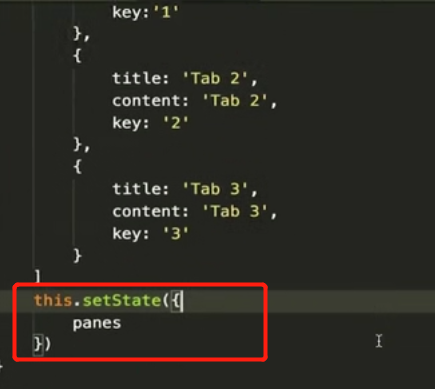 key:'1'
},
{
title: 'Tab 2',
content: 'Tab 2',
key: '2'
},
{
title: 'Tab 3',
content: 'Tab 3',
key: '3'
}
]
this.setState({
panes
})
}